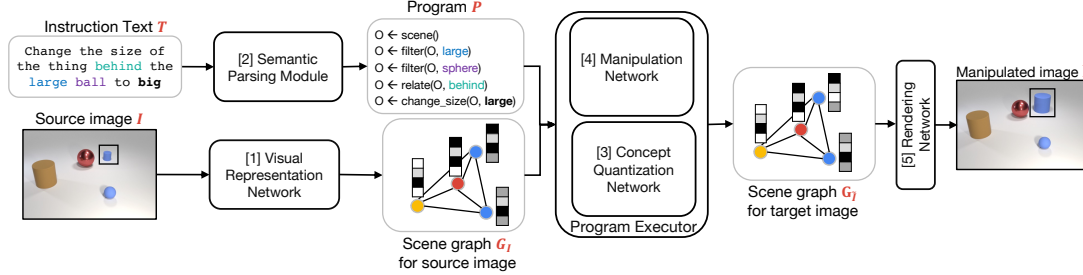 Instruction Text T
Change the size of
the thing behind the
large ball to big
[2] Semantic
Parsing Module
Program P
O ← scene()
O ← filter(O, large)
O ← filter(O, sphere)
O ← relate(O, behind)
O ← change_size(O, large)
Source image I
[1] Visual
Representation
Network
Scene graph G_I
for source image
[4] Manipulation
Network
[3] Concept
Quantization
Network
Program Executor
Scene graph G_Ĩ
for target image
[5] Rendering
Network
Manipulated image